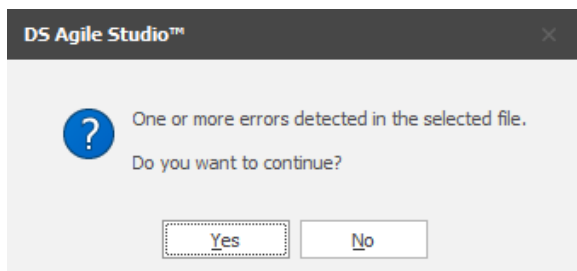 DS Agile Studio™
One or more errors detected in the selected file.
Do you want to continue?
Yes No